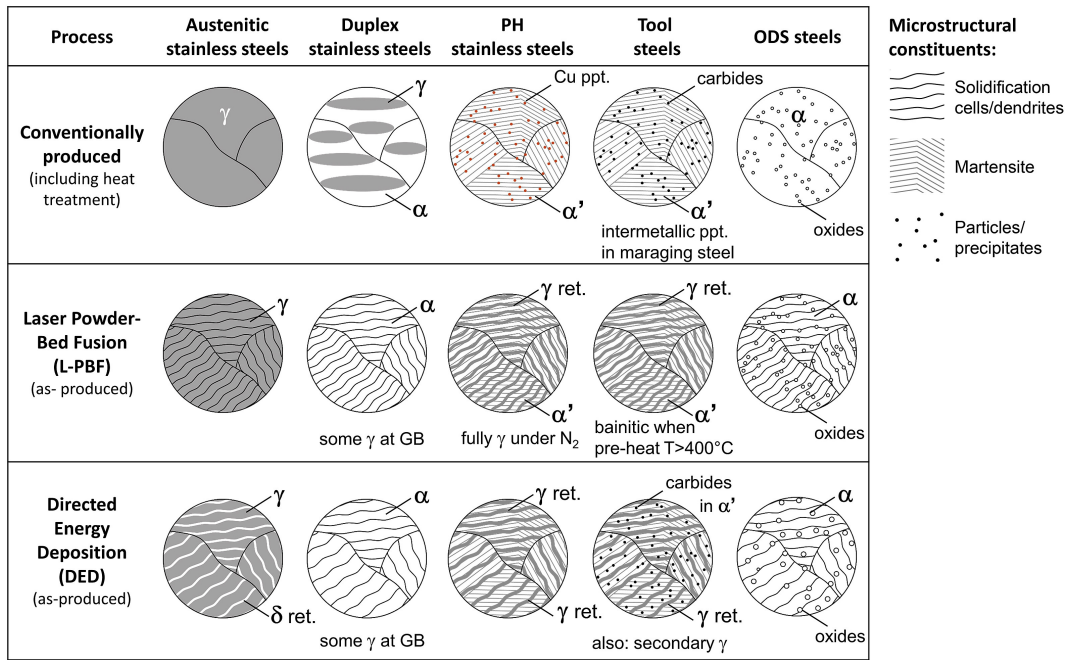 Process
Austenitic
stainless steels
Duplex
stainless steels
PH
stainless steels
Tool
steels
ODS steels
Conventionally
produced
(including heat
treatment)
γ
γ
α
Cu ppt.
α’
carbides
α’
intermetallic ppt.
in maraging steel
α
oxides
Laser Powder-
Bed Fusion
(L-PBF)
(as- produced)
γ
α
some γ at GB
γ ret.
α’
fully γ under N₂
γ ret.
α’
bainitic when
pre-heat T>400°C
α
oxides
Directed
Energy
Deposition
(DED)
(as-produced)
γ
δ ret.
α
some γ at GB
γ ret.
γ ret.
carbides
in α’
γ ret.
also: secondary γ
α
oxides
Microstructural
constituents:
Solidification
cells/dendrites
Martensite
Particles/
precipitates